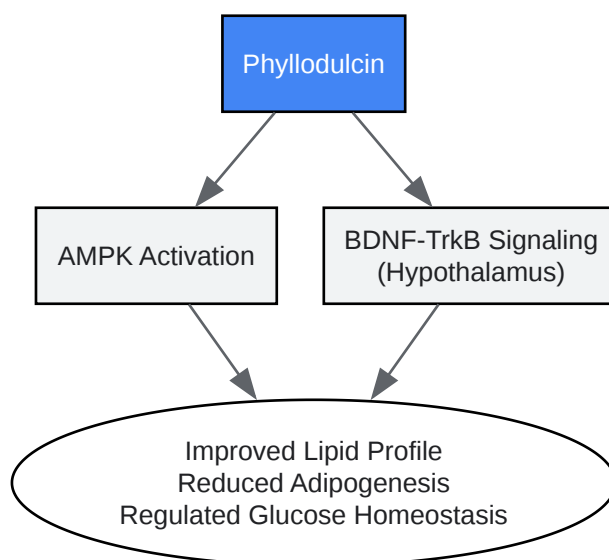 Phyllodulcin
AMPK Activation
BDNF-TrkB Signaling
(Hypothalamus)
Improved Lipid Profile
Reduced Adipogenesis
Regulated Glucose Homeostasis